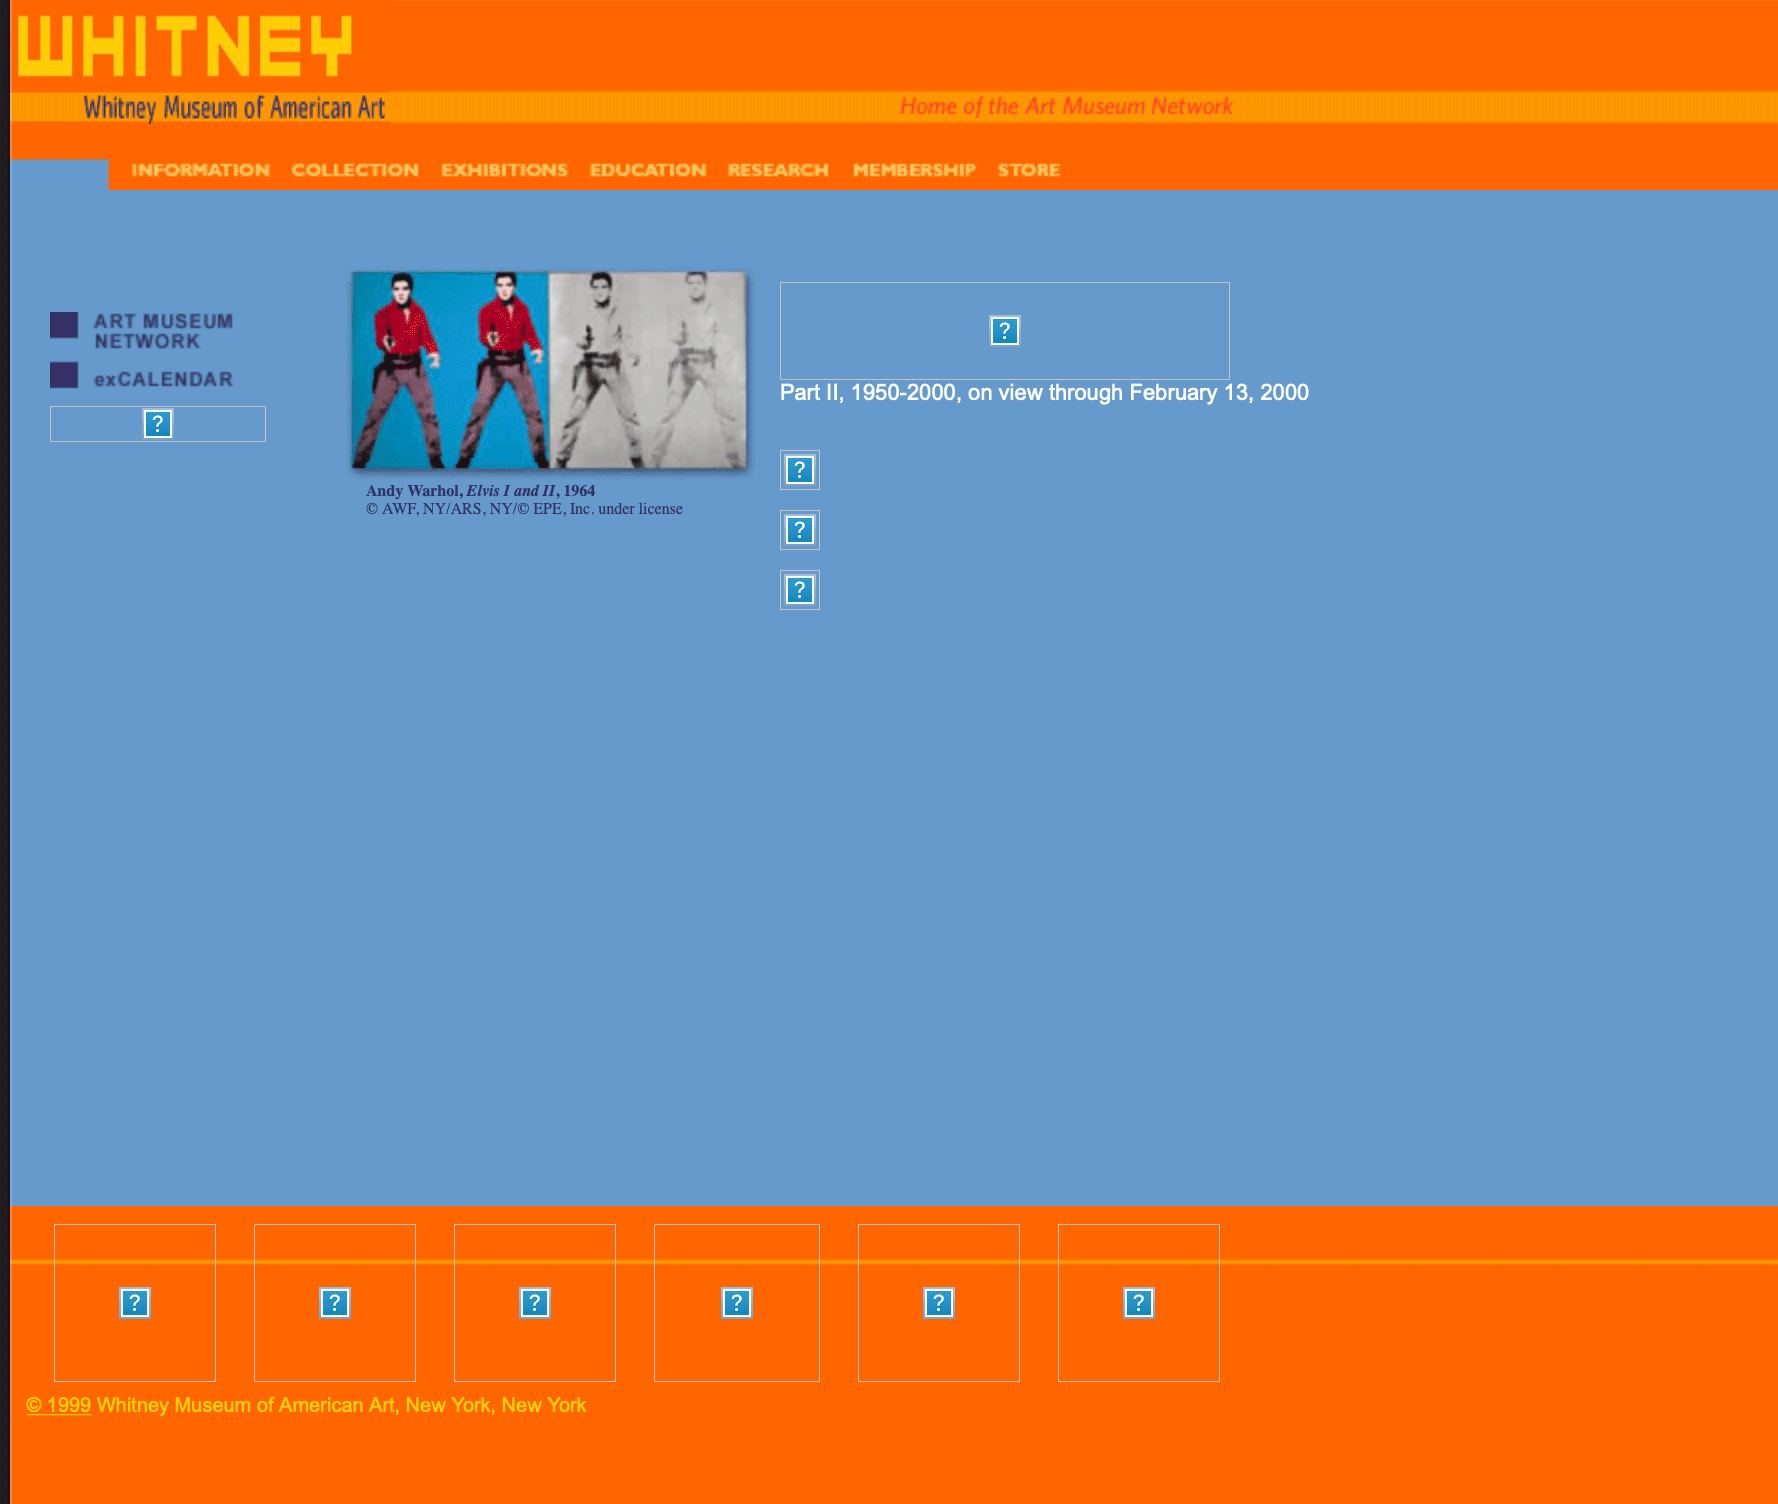 WHITNEY
Whitney Museum of American Art
Home of the Art Museum Network
INFORMATION COLLECTION EXHIBITIONS EDUCATION RESEARCH MEMBERSHIP STORE
ART MUSEUM
NETWORK
exCALENDAR
Andy Warhol, Elvis I and II, 1964
© AWF, NY/ARS, NY/© EPE, Inc. under license
Part II, 1950-2000, on view through February 13, 2000
© 1999 Whitney Museum of American Art, New York, New York